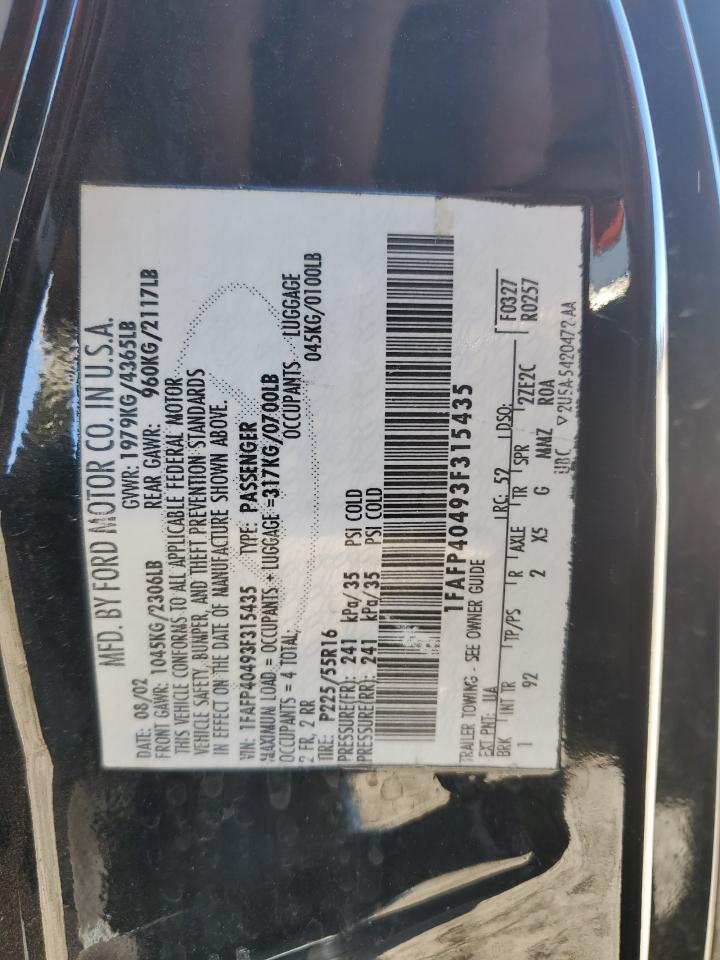 MFD. BY FORD MOTOR CO. IN U.S.A.
DATE: 08/02 GVWR: 1979KG/4365LB
FRONT GAWR: 1045KG/2306LB REAR GAWR: 960KG/2117LB
THIS VEHICLE CONFORMS TO ALL APPLICABLE FEDERAL MOTOR
VEHICLE SAFETY, BUMPER, AND THEFT PREVENTION STANDARDS
IN EFFECT ON THE DATE OF MANUFACTURE SHOWN ABOVE.
VIN: 1FAFP40493F315435 TYPE: PASSENGER
MAXIMUM LOAD = OCCUPANTS + LUGGAGE =317KG/0700LB
OCCUPANTS = 4 TOTAL; OCCUPANTS LUGGAGE
2 FR, 2 RR 045KG/0100LB
TIRE: P225/55R16
PRESSURE(FR): 241 kPa/35 PSI COLD
PRESSURE(RR): 241 kPa/35 PSI COLD
1FAFP40493F315435
TRAILER TOWING - SEE OWNER GUIDE
EXT PNT: UA RC: 52 DSO: F0327
BRK INT TR TP/PS R AXLE TR SPR 2ZE2C R0257
1 92 2 X5 G MMZ ROA
UBC ▽2U5A-5420472-AA